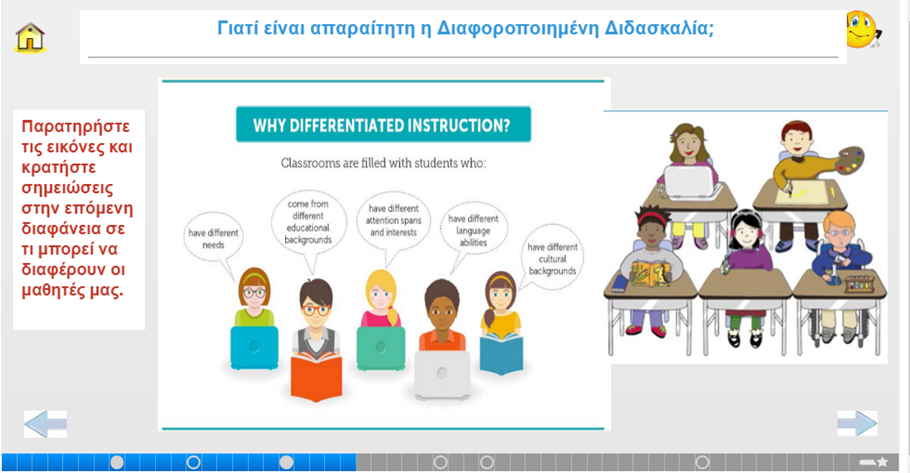 Γιατί είναι απαραίτητη η Διαφοροποιημένη Διδασκαλία;
Παρατηρήστε
τις εικόνες και
κρατήστε
σημειώσεις
στην επόμενη
διαφάνεια σε
τι μπορεί να
διαφέρουν οι
μαθητές μας.
WHY DIFFERENTIATED INSTRUCTION?
Classrooms are filled with students who:
have different
needs
come from
different
educational
backgrounds
have different
attention spans
and interests
have different
language
abilities
have different
cultural
backgrounds